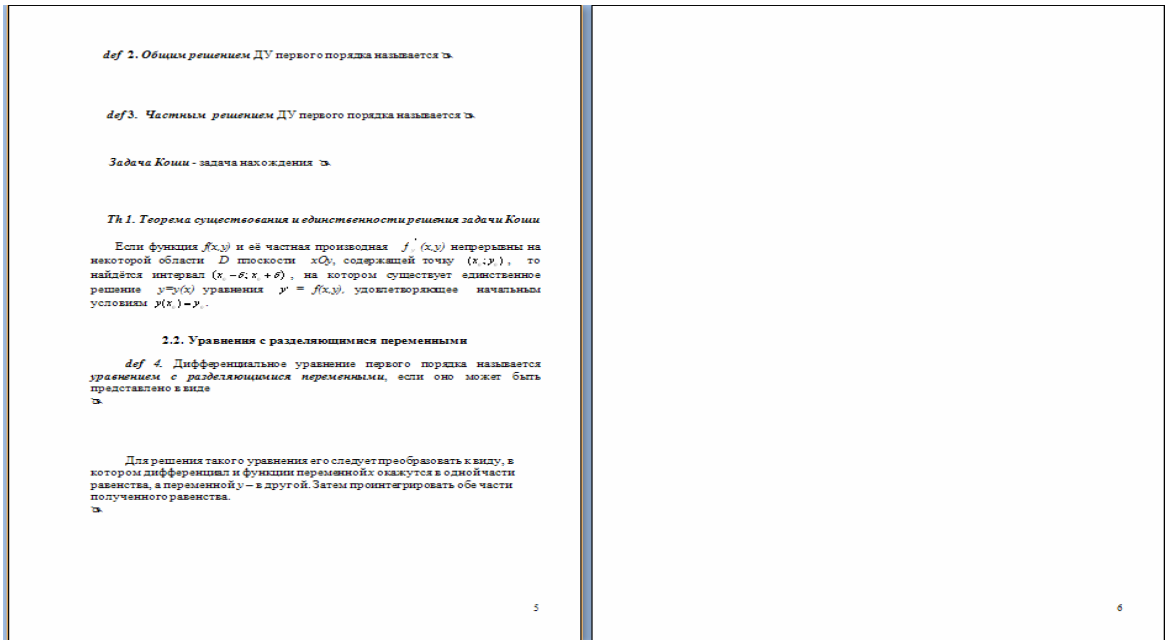 def 2. Общим решением ДУ первого порядка называется ✎
def 3. Частным решением ДУ первого порядка называется ✎
Задача Коши - задача нахождения ✎
Th 1. Теорема существования и единственности решения задачи Коши
Если функция f(x,y) и её частная производная f'ᵧ (x,y) непрерывны на
некоторой области D плоскости xOy, содержащей точку (x₀; y₀), то
найдётся интервал (x₀ − б; x₀ + б), на котором существует единственное
решение y=y(x) уравнения y' = f(x,y), удовлетворяющее начальным
условиям y(x₀) = y₀.
2.2. Уравнения с разделяющимися переменными
def 4. Дифференциальное уравнение первого порядка называется
уравнением с разделяющимися переменными, если оно может быть
представлено в виде
✎
Для решения такого уравнения его следует преобразовать к виду, в
котором дифференциал и функции переменной x окажутся в одной части
равенства, а переменной y – в другой. Затем проинтегрировать обе части
полученного равенства.
✎
5
6